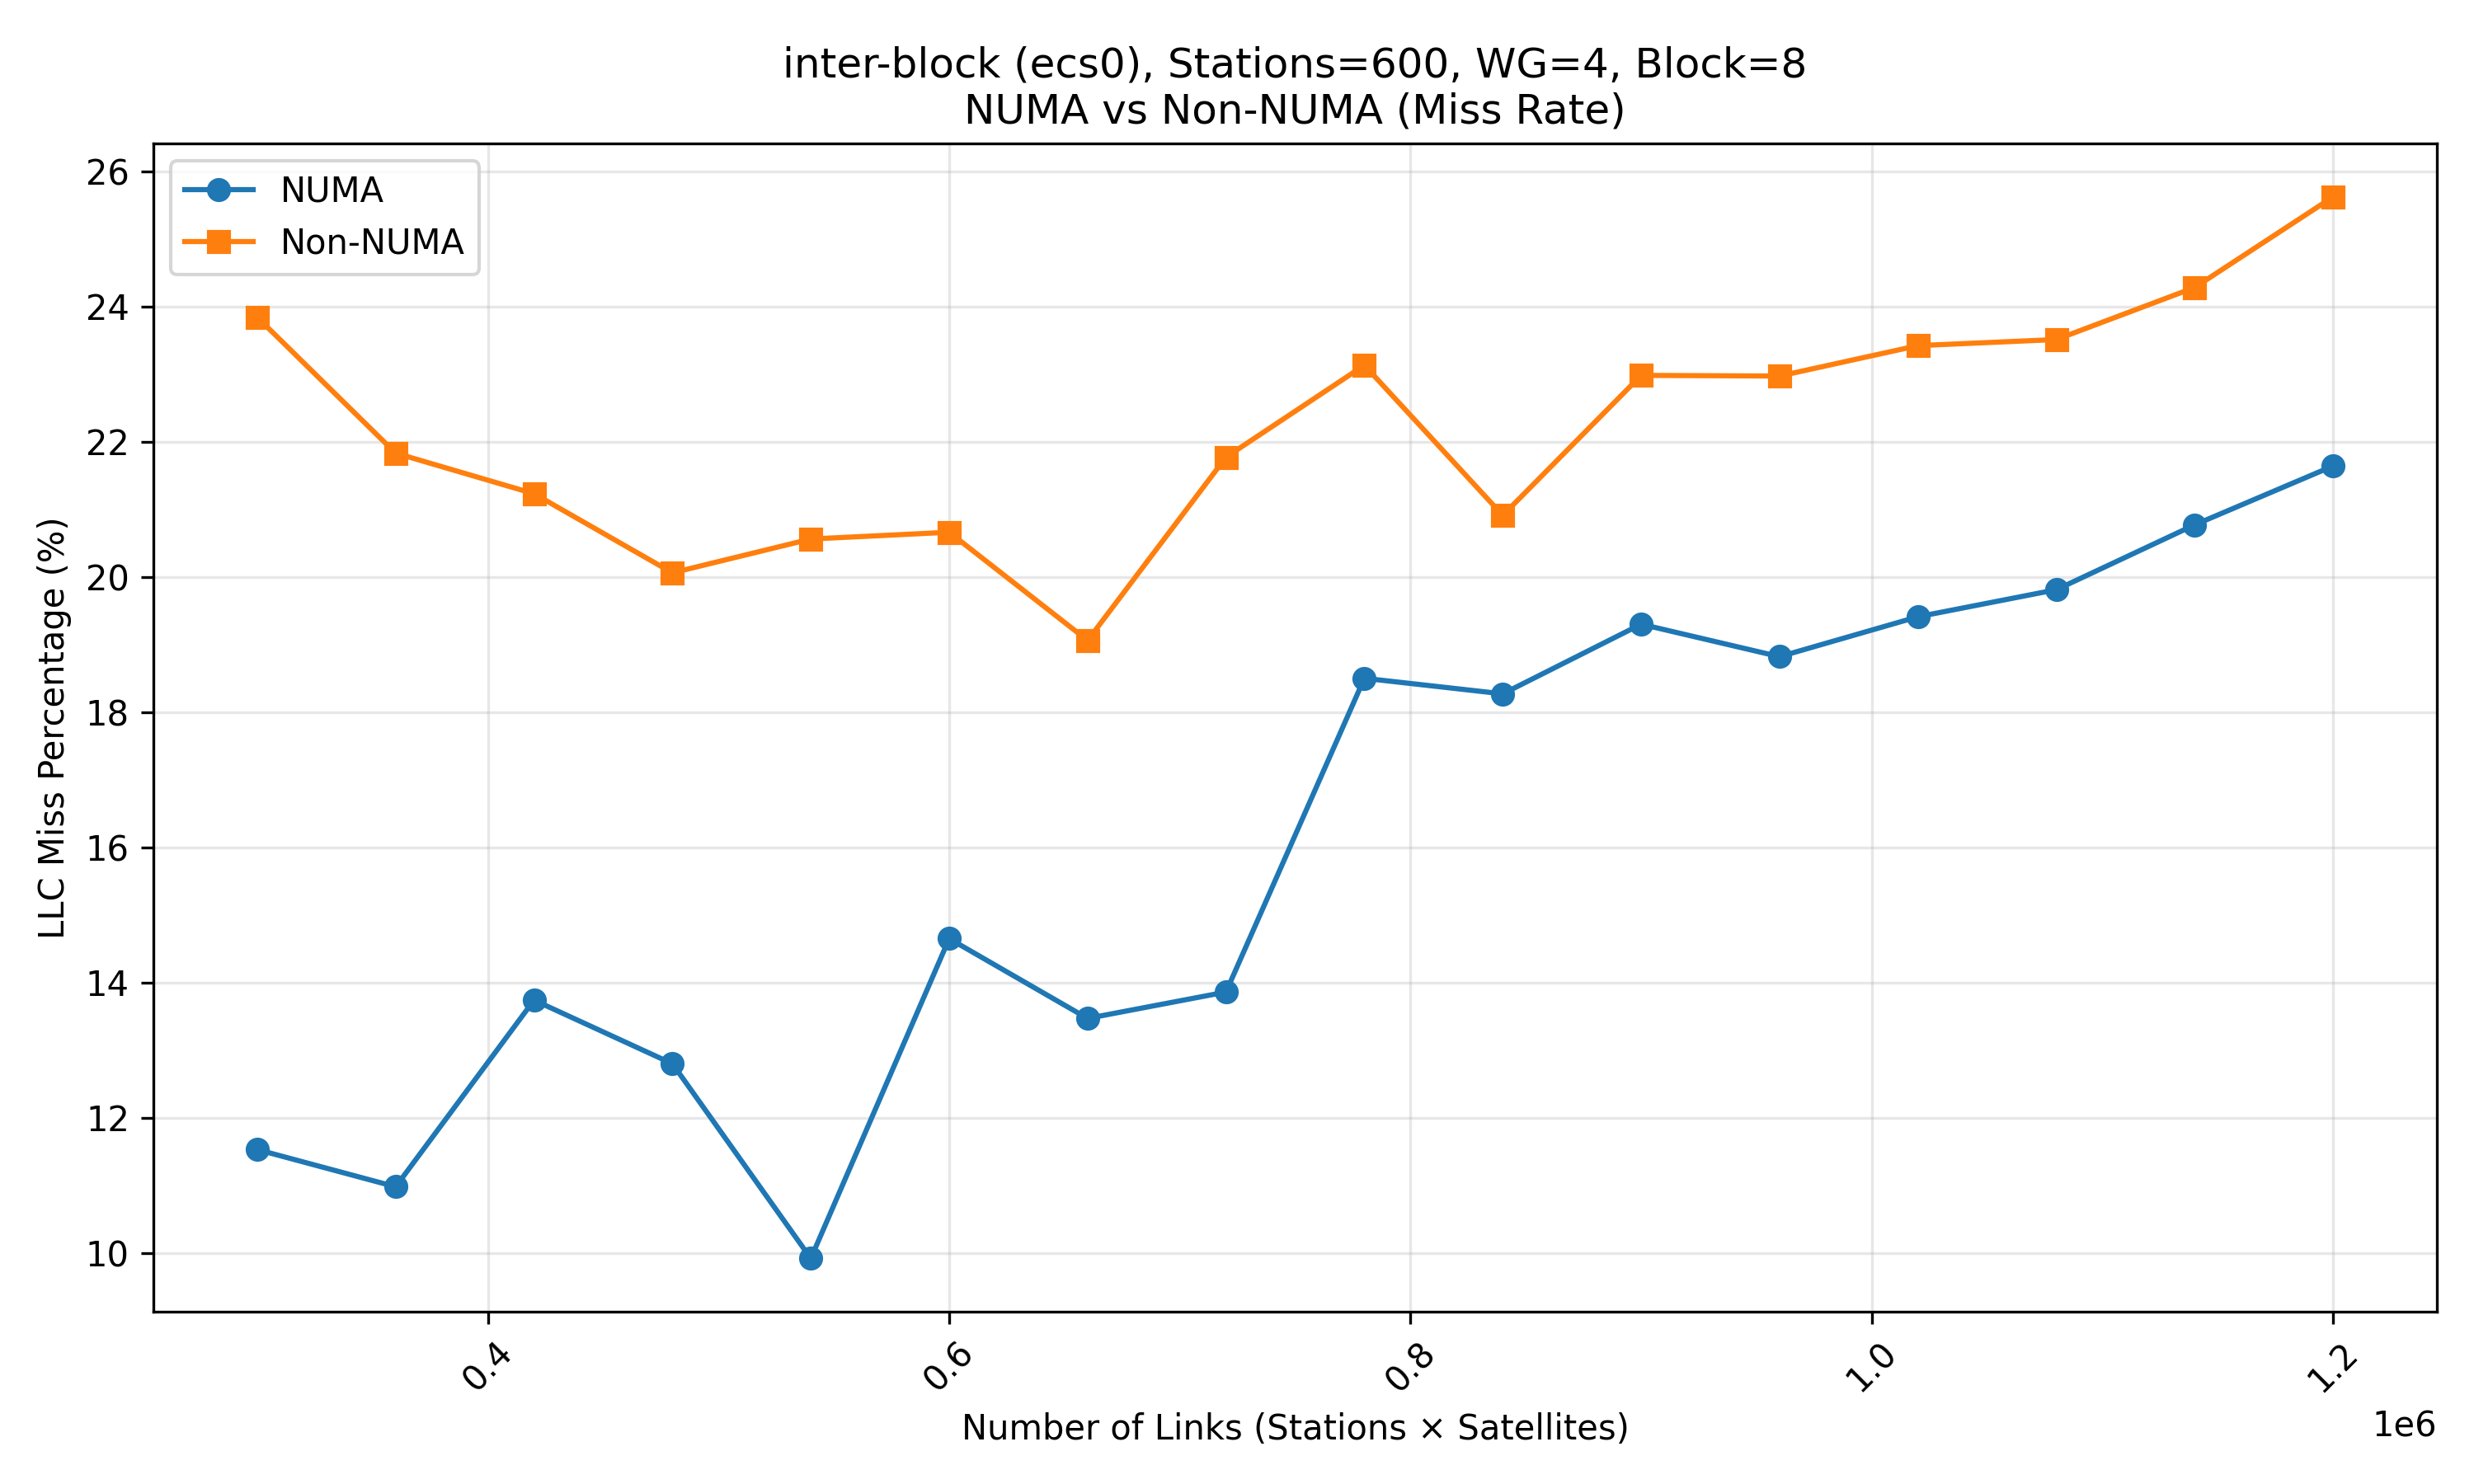 inter-block (ecs0), Stations=600, WG=4, Block=8
NUMA vs Non-NUMA (Miss Rate)
NUMA
Non-NUMA
LLC Miss Percentage (%)
26
24
22
20
18
16
14
12
10
0.4
0.6
0.8
1.0
1.2
1e6
Number of Links (Stations × Satellites)